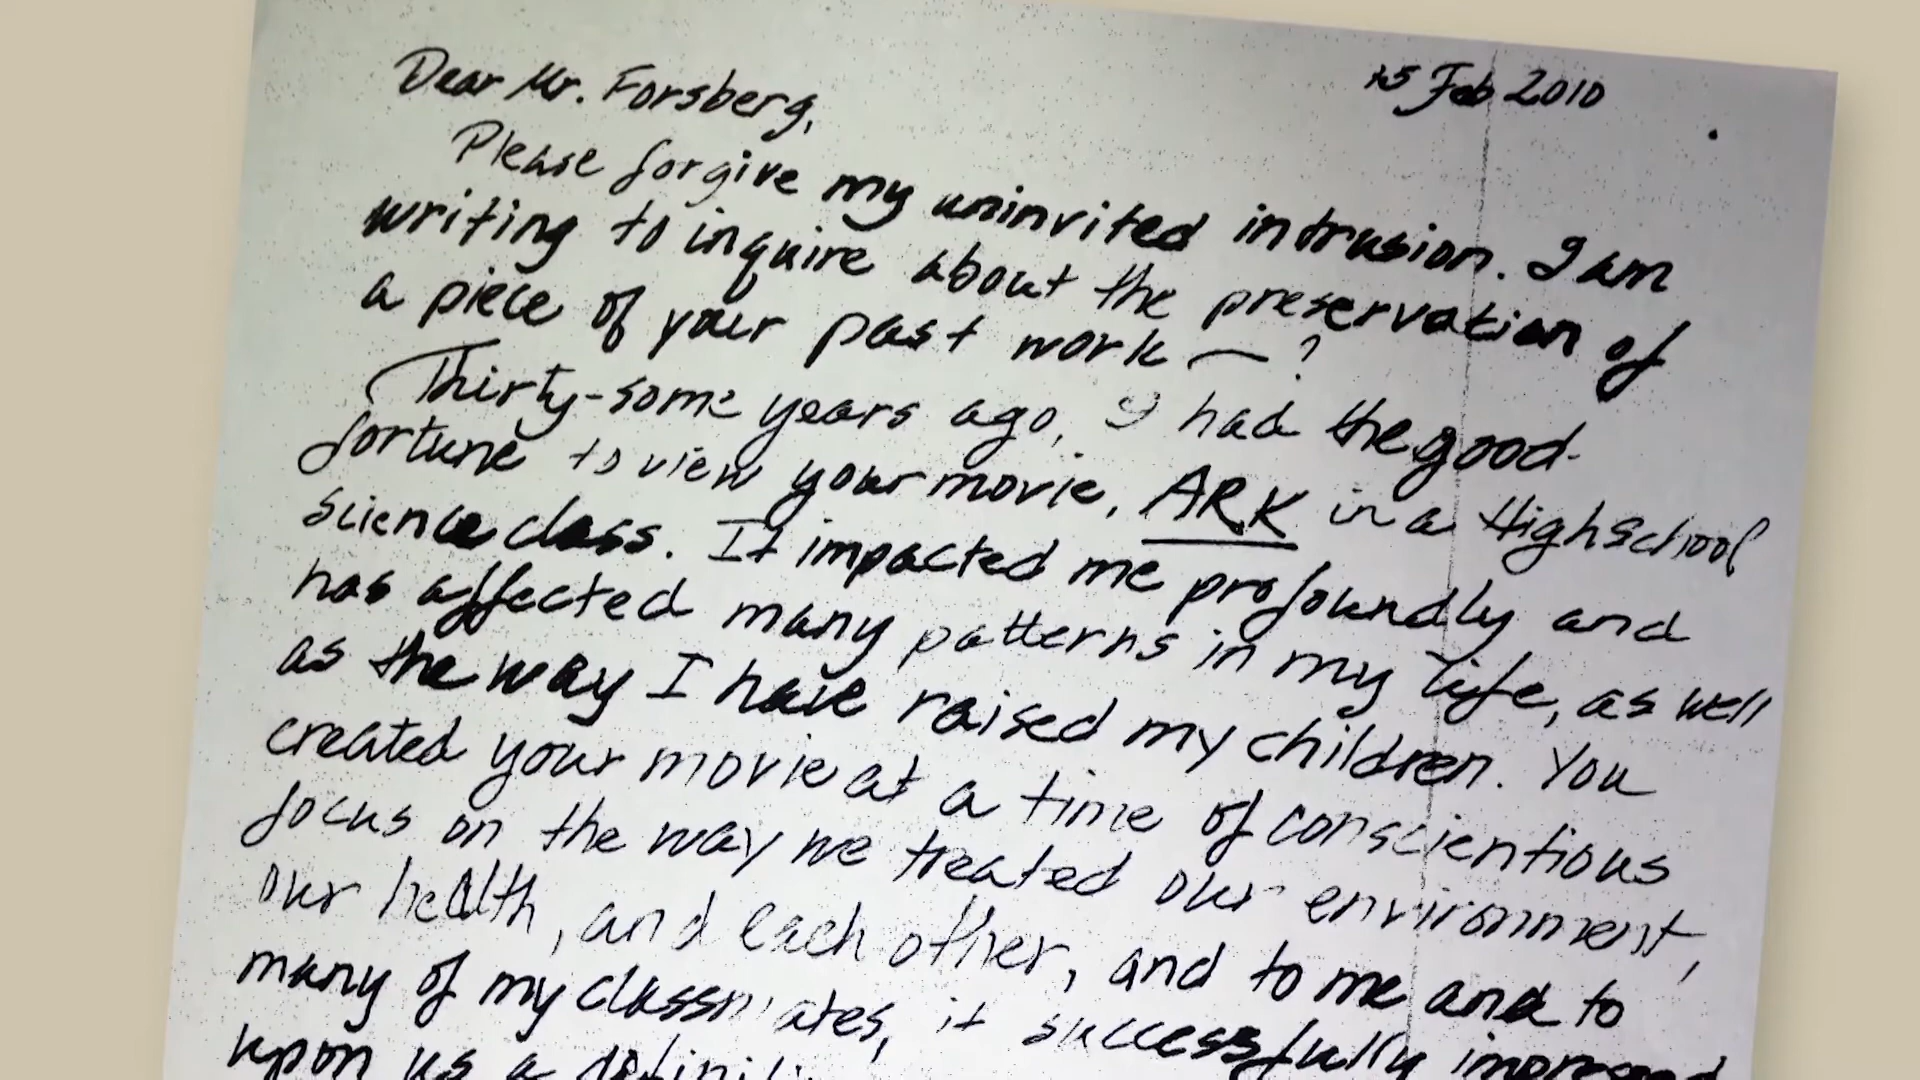 Feb 2010
Dear Mr. Forsberg,
Please forgive my uninvited intrusion. I am
writing to inquire about the preservation of
a piece of your past work — ?
Thirty-some years ago, I had the good
fortune to view your movie, ARK in a Highschool
science class. It impacted me profoundly and
has affected many patterns in my life, as well
as the way I have raised my children. You
created your movie at a time of conscientious
focus on the way we treated our environment,
our health, and each other, and to me and to
many of my classmates, it successfully impressed
upon us a